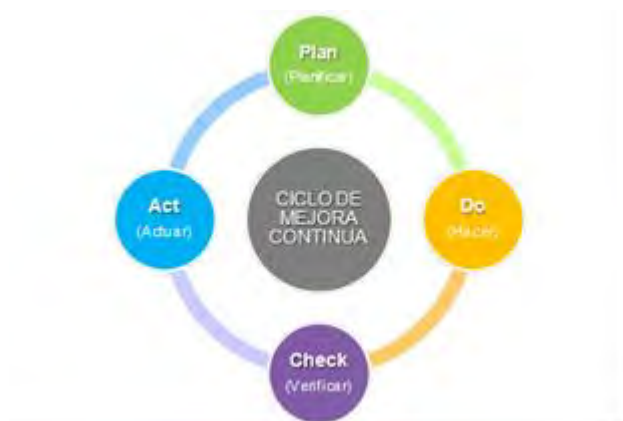 Plan
(Planificar)
Act
(Actuar)
CICLO DE
MEJORA
CONTINUA
Do
(Hacer)
Check
(Verificar)